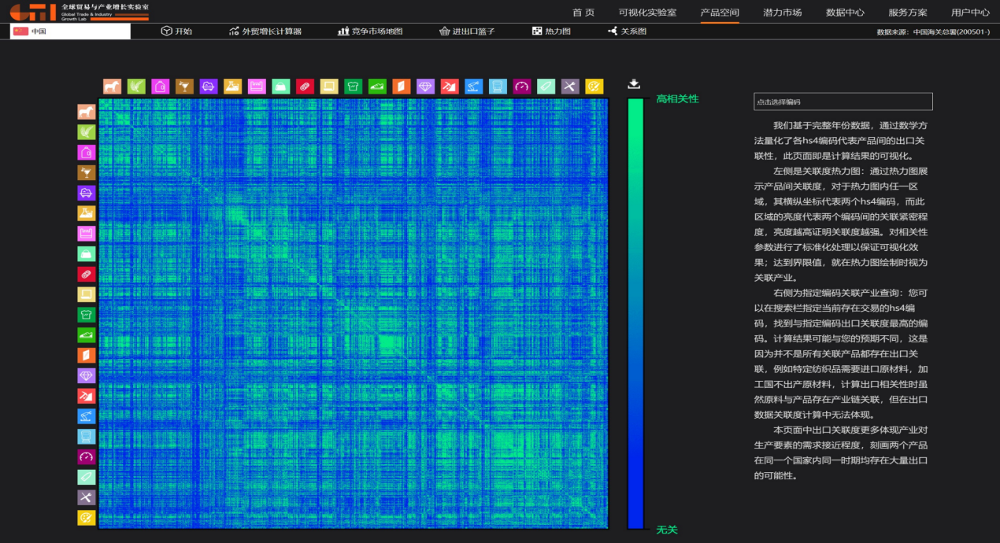 全球贸易与产业增长实验室
Global Trade & Industry
Growth Lab
首页 可视化实验室 产品空间 潜力市场 数据中心 服务方案 用户中心
中国 开始 外贸增长计算器 竞争市场地图 进出口篮子 热力图 关系图 数据来源：中国海关总署(200501-)
高相关性
点击选择编码
我们基于完整年份数据，通过数学方
法量化了各hs4编码代表产品间的出口关
联性，此页面即是计算结果的可视化。
左侧是关联度热力图：通过热力图展
示产品间关联度，对于热力图内任一区
域，其横纵坐标代表两个hs4编码，而此
区域的亮度代表两个编码间的关联紧密程
度，亮度越高证明关联度越强。对相关性
参数进行了标准化处理以保证可视化效
果；达到界限值，就在热力图绘制时视为
关联产业。
右侧为指定编码关联产业查询：您可
以在搜索栏指定当前存在交易的hs4编
码，找到与指定编码出口关联度最高的编
码。计算结果可能与您的预期不同，这是
因为并不是所有关联产品都存在出口关
联，例如特定纺织品需要进口原材料，加
工国不出产原材料，计算出口相关性时虽
然原料与产品存在产业链关联，但在出口
数据关联度计算中无法体现。
本页面中出口关联度更多体现产业对
生产要素的需求接近程度，刻画两个产品
在同一个国家内同一时期均存在大量出口
的可能性。
无关